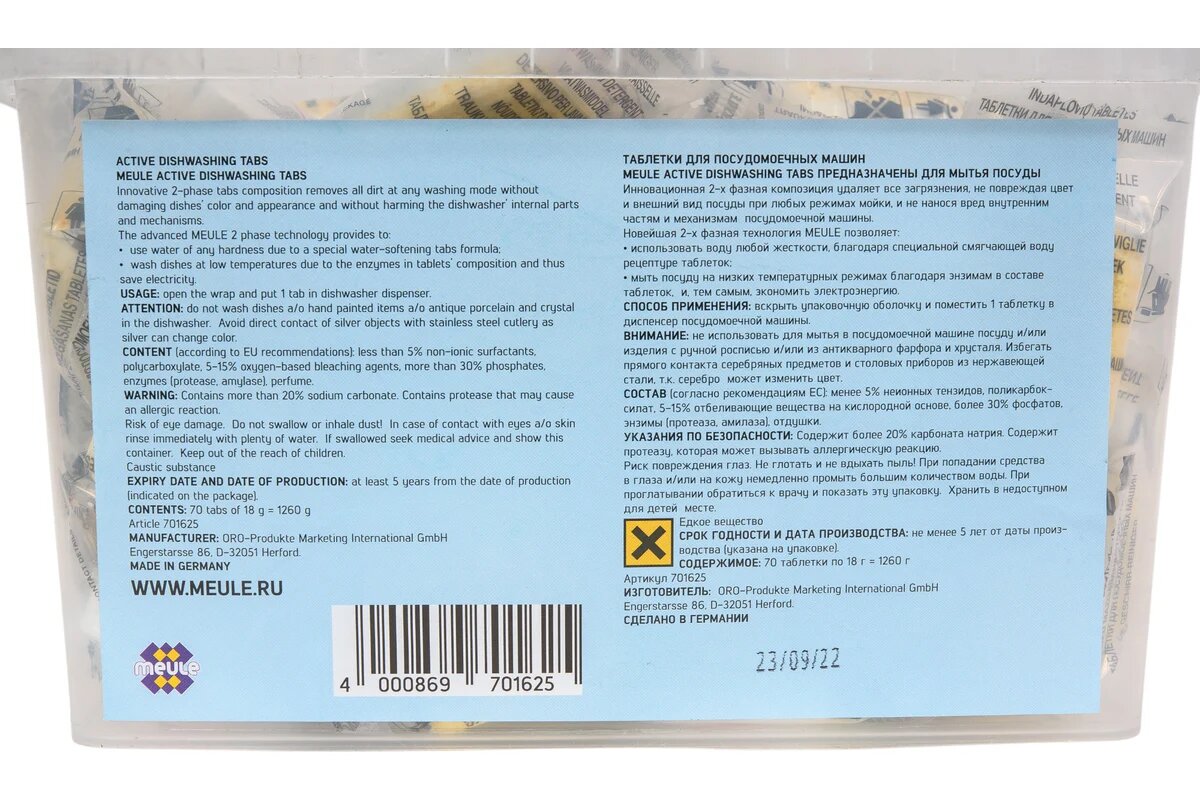 ACTIVE DISHWASHING TABS
MEULE ACTIVE DISHWASHING TABS
Innovative 2-phase tabs composition removes all dirt at any washing mode without
damaging dishes' color and appearance and without harming the dishwasher' internal parts
and mechanisms.
The advanced MEULE 2 phase technology provides to:
• use water of any hardness due to a special water-softening tabs formula;
• wash dishes at low temperatures due to the enzymes in tablets' composition and thus
save electricity.
USAGE: open the wrap and put 1 tab in dishwasher dispenser.
ATTENTION: do not wash dishes a/o hand painted items a/o antique porcelain and crystal
in the dishwasher. Avoid direct contact of silver objects with stainless steel cutlery as
silver can change color.
CONTENT (according to EU recommendations): less than 5% non-ionic surfactants,
polycarboxylate, 5-15% oxygen-based bleaching agents, more than 30% phosphates,
enzymes (protease, amylase), perfume.
WARNING: Contains more than 20% sodium carbonate. Contains protease that may cause
an allergic reaction.
Risk of eye damage. Do not swallow or inhale dust! In case of contact with eyes a/o skin
rinse immediately with plenty of water. If swallowed seek medical advice and show this
container. Keep out of the reach of children.
Caustic substance
EXPIRY DATE AND DATE OF PRODUCTION: at least 5 years from the date of production
(indicated on the package).
CONTENTS: 70 tabs of 18 g = 1260 g
Article 701625
MANUFACTURER: ORO-Produkte Marketing International GmbH
Engerstarsse 86, D-32051 Herford.
MADE IN GERMANY
WWW.MEULE.RU
meule
4 000869 701625
ТАБЛЕТКИ ДЛЯ ПОСУДОМОЕЧНЫХ МАШИН
MEULE ACTIVE DISHWASHING TABS ПРЕДНАЗНАЧЕНЫ ДЛЯ МЫТЬЯ ПОСУДЫ
Инновационная 2-х фазная композиция удаляет все загрязнения, не повреждая цвет
и внешний вид посуды при любых режимах мойки, и не нанося вред внутренним
частям и механизмам посудомоечной машины.
Новейшая 2-х фазная технология MEULE позволяет:
• использовать воду любой жесткости, благодаря специальной смягчающей воду
рецептуре таблеток;
• мыть посуду на низких температурных режимах благодаря энзимам в составе
таблеток, и, тем самым, экономить электроэнергию.
СПОСОБ ПРИМЕНЕНИЯ: вскрыть упаковочную оболочку и поместить 1 таблетку в
диспенсер посудомоечной машины.
ВНИМАНИЕ: не использовать для мытья в посудомоечной машине посуду и/или
изделия с ручной росписью и/или из антикварного фарфора и хрусталя. Избегать
прямого контакта серебряных предметов и столовых приборов из нержавеющей
стали, т.к. серебро может изменить цвет.
СОСТАВ (согласно рекомендациям ЕС): менее 5% неионных тензидов, поликарбок-
силат, 5-15% отбеливающие вещества на кислородной основе, более 30% фосфатов,
энзимы (протеаза, амилаза), отдушки.
УКАЗАНИЯ ПО БЕЗОПАСНОСТИ: Содержит более 20% карбоната натрия. Содержит
протеазу, которая может вызывать аллергическую реакцию.
Риск повреждения глаз. Не глотать и не вдыхать пыль! При попадании средства
в глаза и/или на кожу немедленно промыть большим количеством воды. При
проглатывании обратиться к врачу и показать эту упаковку. Хранить в недоступном
для детей месте.
Едкое вещество
СРОК ГОДНОСТИ И ДАТА ПРОИЗВОДСТВА: не менее 5 лет от даты произ-
водства (указана на упаковке).
СОДЕРЖИМОЕ: 70 таблетки по 18 г = 1260 г
Артикул 701625
ИЗГОТОВИТЕЛЬ: ORO-Produkte Marketing International GmbH
Engerstarsse 86, D-32051 Herford.
СДЕЛАНО В ГЕРМАНИИ
23/09/22